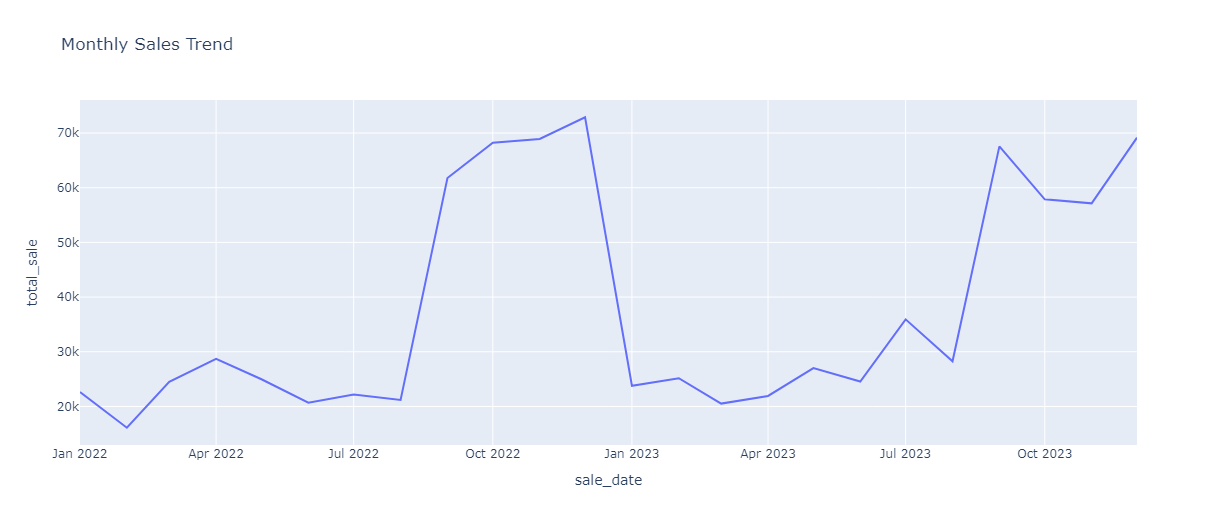 Monthly Sales Trend
70k
60k
50k
40k
30k
20k
total_sale
Jan 2022 Apr 2022 Jul 2022 Oct 2022 Jan 2023 Apr 2023 Jul 2023 Oct 2023
sale_date